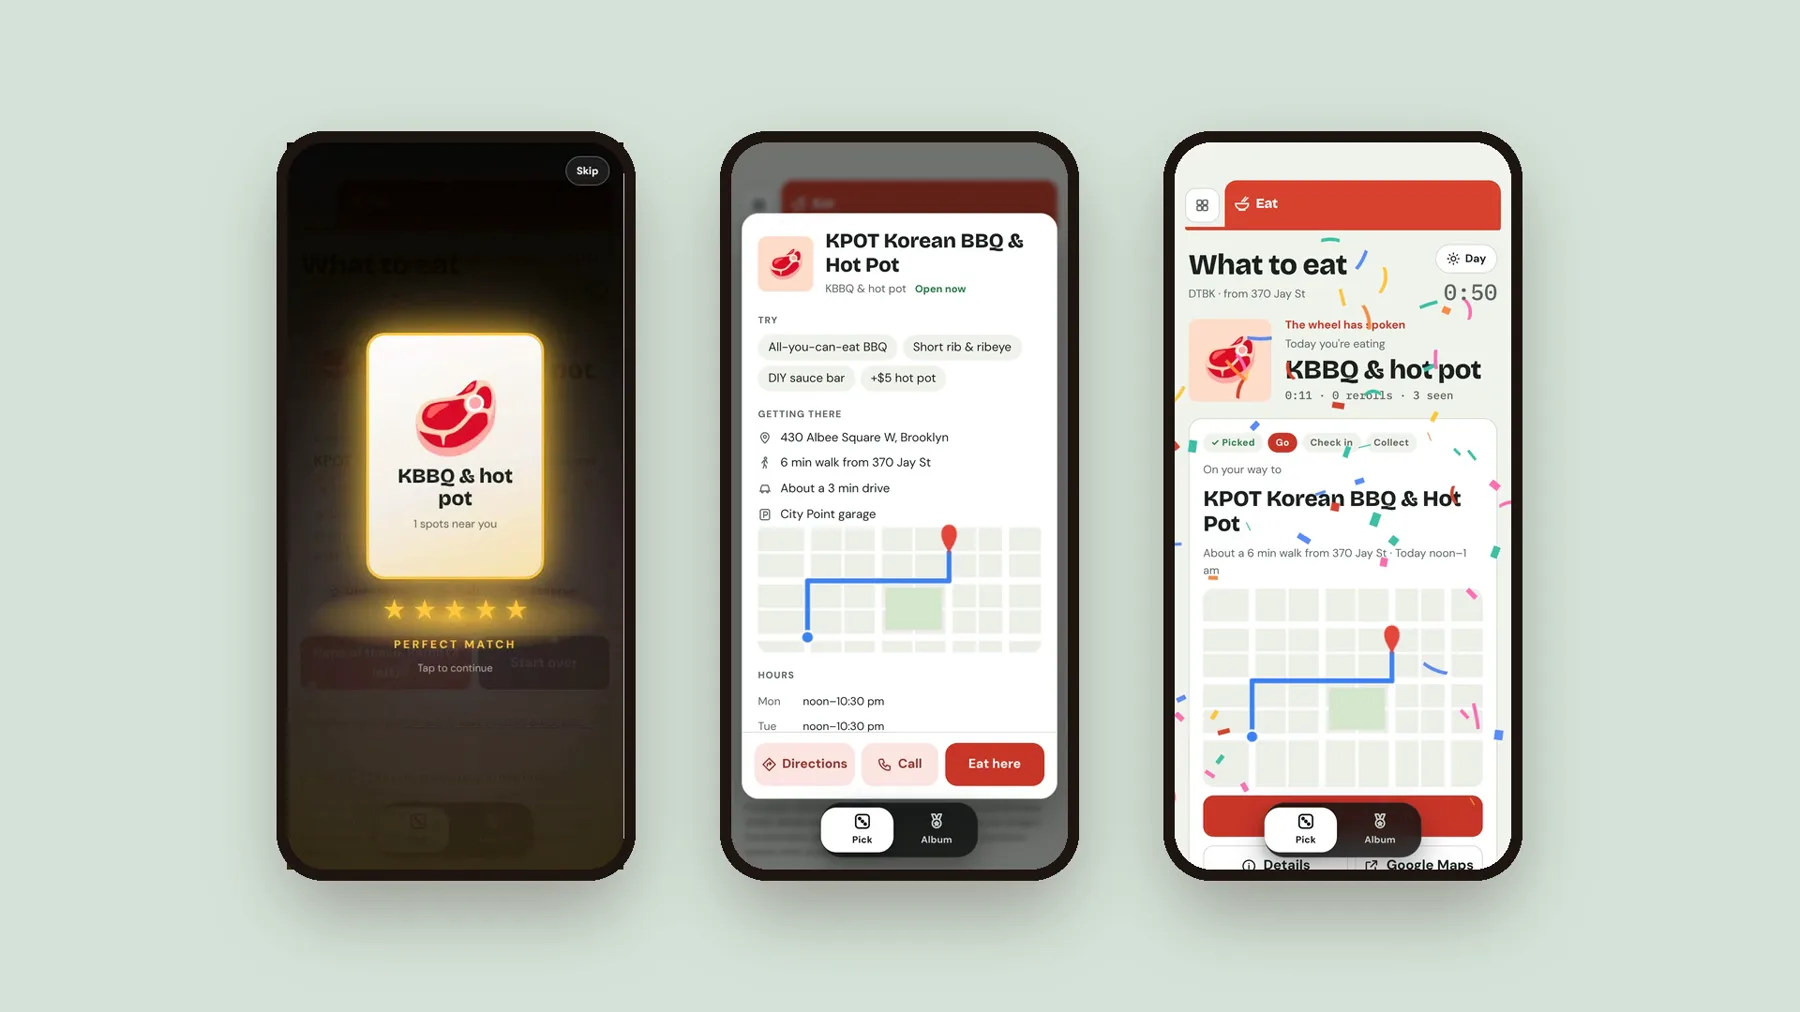 Skip
What to eat
KBBQ & hot
pot
1 spots near you
★ ★ ★ ★ ★
PERFECT MATCH
Start over
Tap to continue
Eat
KPOT Korean BBQ &
Hot Pot
KBBQ & hot pot Open now
TRY
All-you-can-eat BBQ Short rib & ribeye
DIY sauce bar +$5 hot pot
GETTING THERE
430 Albee Square W, Brooklyn
6 min walk from 370 Jay St
About a 3 min drive
City Point garage
HOURS
Mon noon–10:30 pm
Tue noon–10:30 pm
Directions Call Eat here
Pick Album
Eat
What to eat
Day
DTBK · from 370 Jay St
0:50
The wheel has spoken
Today you're eating
KBBQ & hot pot
0:11 · 0 rerolls · 3 seen
✓ Picked Go Check in Collect
On your way to
KPOT Korean BBQ & Hot
Pot
About a 6 min walk from 370 Jay St · Today noon–1
am
Pick Album
Details Google Maps